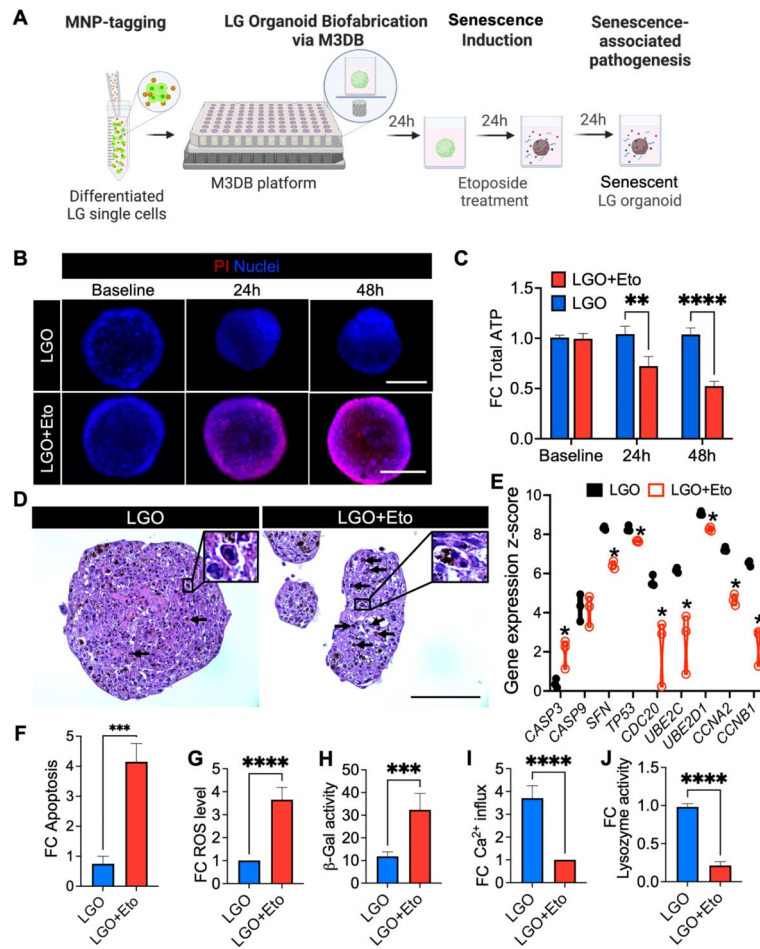 A
MNP-tagging
LG Organoid Biofabrication
via M3DB
Senescence
Induction
Senescence-
associated
pathogenesis
24h
24h
24h
Differentiated
LG single cells
M3DB platform
Etoposide
treatment
Senescent
LG organoid
B
PI Nuclei
Baseline
24h
48h
LGO
LGO+Eto
C
LGO+Eto
LGO
FC Total ATP
1.5
1.0
0.5
0.0
**
****
Baseline
24h
48h
D
LGO
LGO+Eto
E
LGO
LGO+Eto
Gene expression z-score
8
6
4
2
0
*
*
*
*
*
*
*
*
CASP3
CASP9
SFN
TP53
CDC20
UBE2C
UBE2D1
CCNA2
CCNB1
F
FC Apoptosis
5
4
3
2
1
0
***
LGO
LGO+Eto
G
FC ROS level
5
4
3
2
1
0
****
LGO
LGO+Eto
H
β-Gal activity
50
40
30
20
10
0
***
LGO
LGO+Eto
I
FC Ca²⁺ influx
5
4
3
2
1
0
****
LGO
LGO+Eto
J
FC
Lysozyme activity
1.5
1.0
0.5
0.0
****
LGO
LGO+Eto